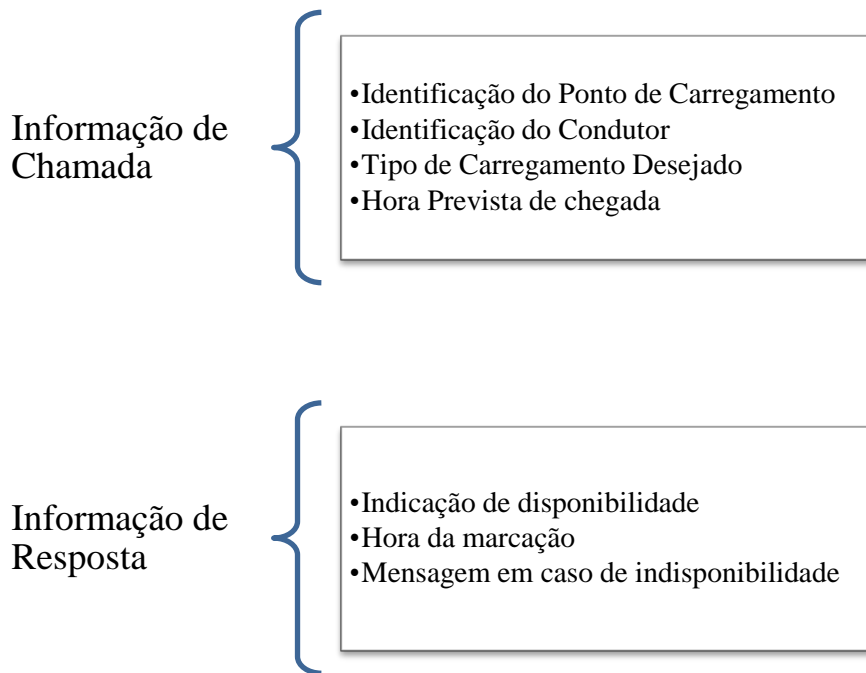 Informação de
Chamada
•Identificação do Ponto de Carregamento
•Identificação do Condutor
•Tipo de Carregamento Desejado
•Hora Prevista de chegada
Informação de
Resposta
•Indicação de disponibilidade
•Hora da marcação
•Mensagem em caso de indisponibilidade